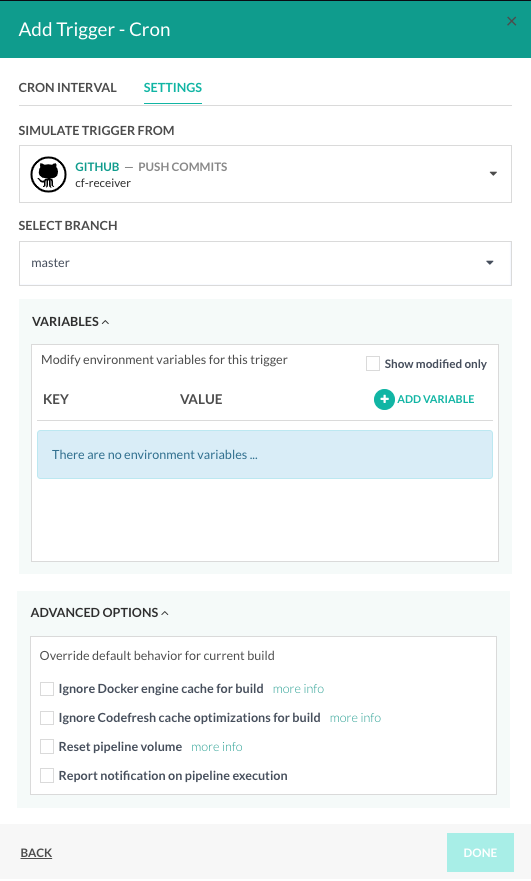 Add Trigger - Cron
CRON INTERVAL SETTINGS
SIMULATE TRIGGER FROM
GITHUB — PUSH COMMITS
cf-receiver
SELECT BRANCH
master
VARIABLES
Modify environment variables for this trigger
Show modified only
KEY VALUE ADD VARIABLE
There are no environment variables ...
ADVANCED OPTIONS
Override default behavior for current build
Ignore Docker engine cache for build more info
Ignore Codefresh cache optimizations for build more info
Reset pipeline volume more info
Report notification on pipeline execution
BACK DONE